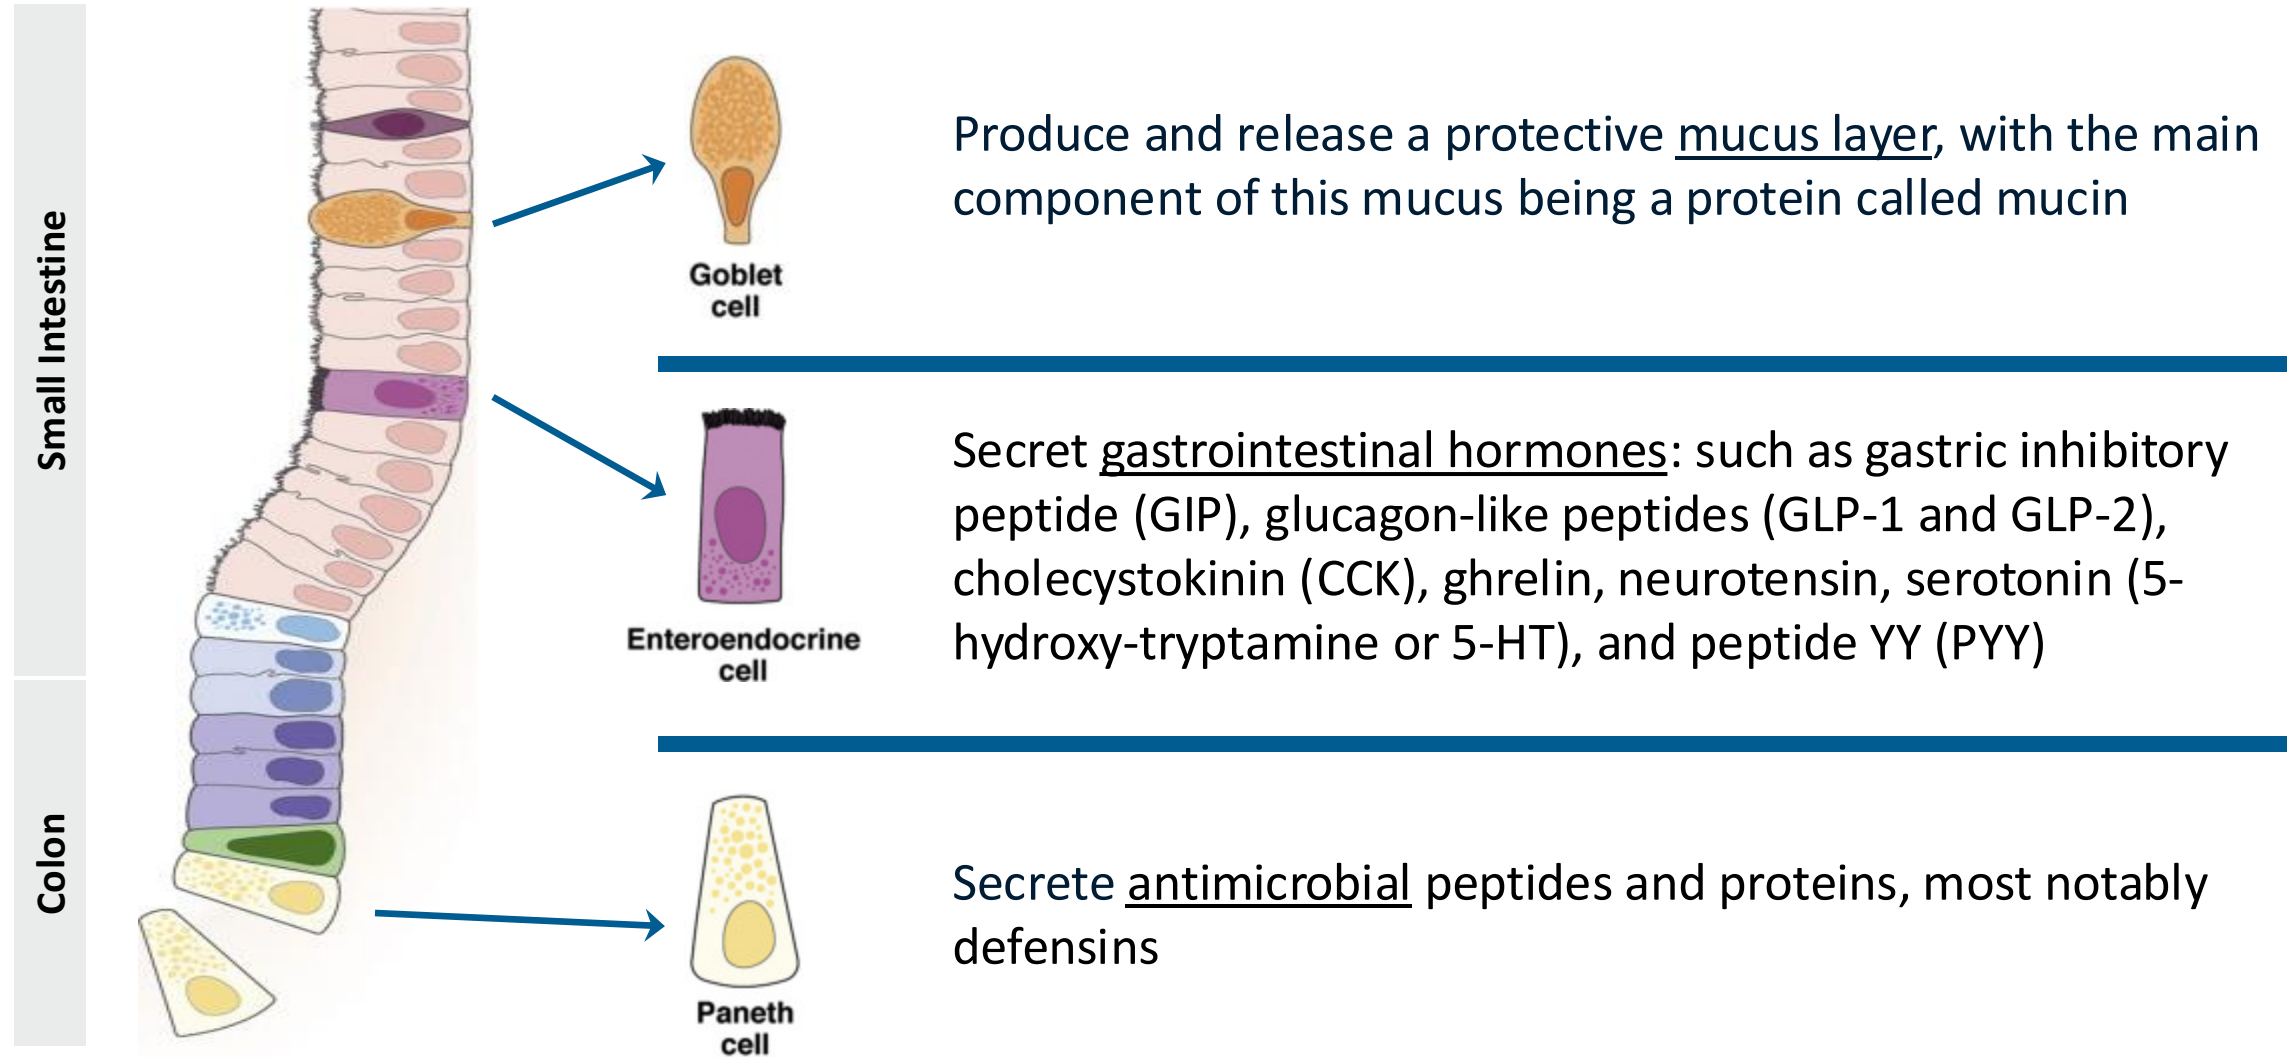 Small Intestine
Colon
Goblet
cell
Produce and release a protective mucus layer, with the main
component of this mucus being a protein called mucin
Enteroendocrine
cell
Secret gastrointestinal hormones: such as gastric inhibitory
peptide (GIP), glucagon-like peptides (GLP-1 and GLP-2),
cholecystokinin (CCK), ghrelin, neurotensin, serotonin (5-
hydroxy-tryptamine or 5-HT), and peptide YY (PYY)
Paneth
cell
Secrete antimicrobial peptides and proteins, most notably
defensins